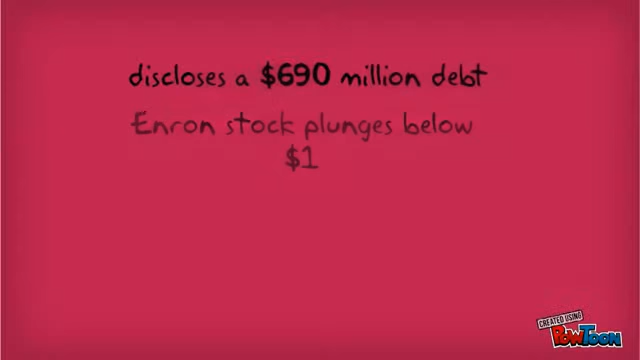 discloses a $690 million debt
Enron stock plunges below
$1
CREATED USING
POWTOON